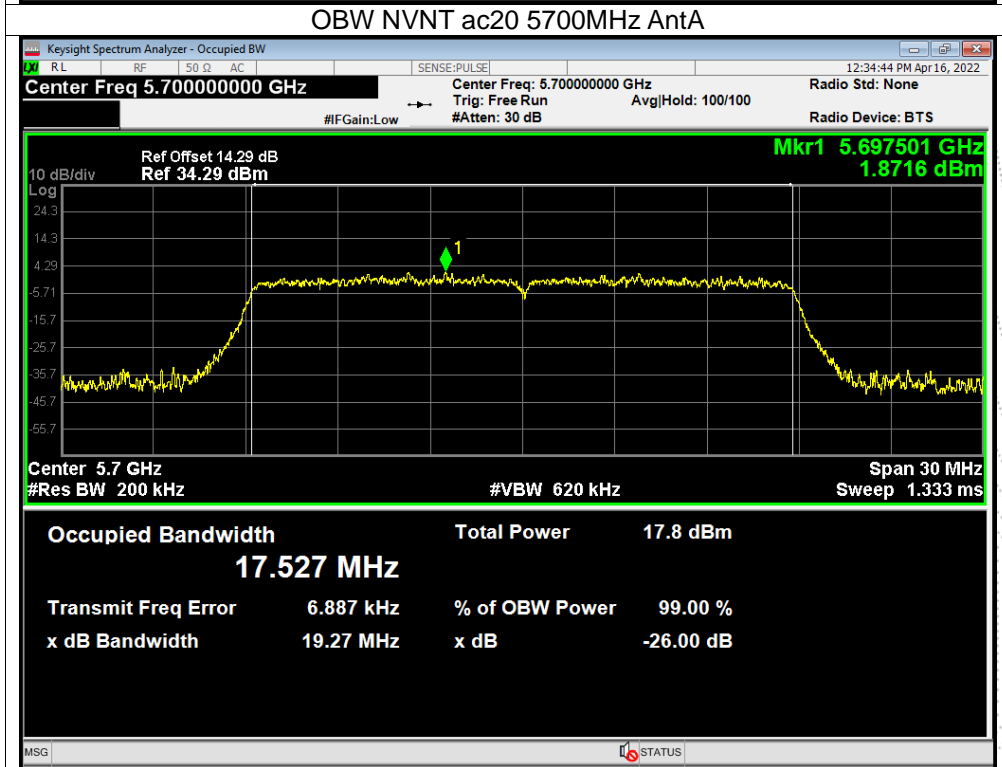 OBW NVNT ac20 5700MHz AntA
Keysight Spectrum Analyzer - Occupied BW
LXI RL RF 50 Ω AC SENSE:PULSE 12:34:44 PM Apr 16, 2022
Center Freq 5.700000000 GHz Center Freq: 5.700000000 GHz Radio Std: None
Trig: Free Run Avg|Hold: 100/100
#IFGain:Low #Atten: 30 dB Radio Device: BTS
Mkr1 5.697501 GHz
1.8716 dBm
Ref Offset 14.29 dB
10 dB/div Ref 34.29 dBm
Log
24.3
14.3
4.29
-5.71
-15.7
-25.7
-35.7
-45.7
-55.7
1
Center 5.7 GHz Span 30 MHz
#Res BW 200 kHz #VBW 620 kHz Sweep 1.333 ms
Occupied Bandwidth Total Power 17.8 dBm
17.527 MHz
Transmit Freq Error 6.887 kHz % of OBW Power 99.00 %
x dB Bandwidth 19.27 MHz x dB -26.00 dB
MSG STATUS